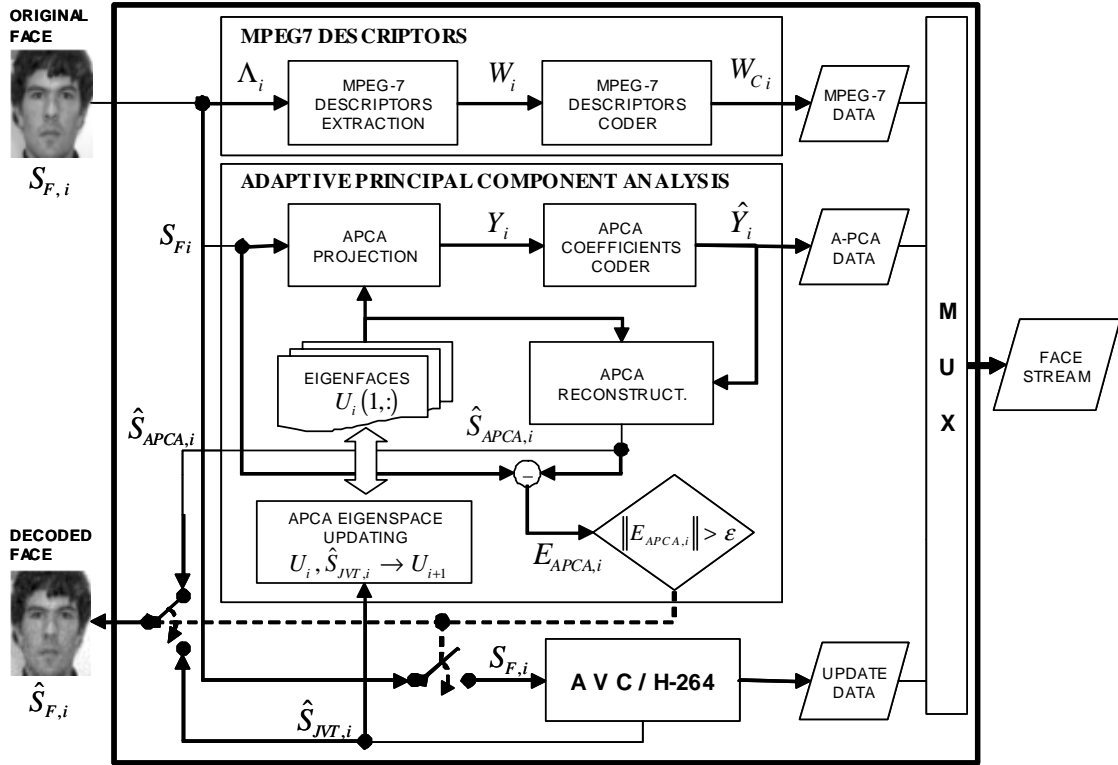 ORIGINAL
FACE
S_{F,i}
MPEG7 DESCRIPTORS
Λ_i
MPEG-7
DESCRIPTORS
EXTRACTION
W_i
MPEG-7
DESCRIPTORS
CODER
W_{Ci}
MPEG-7
DATA
ADAPTIVE PRINCIPAL COMPONENT ANALYSIS
S_{Fi}
APCA
PROJECTION
Y_i
APCA
COEFFICIENTS
CODER
Ŷ_i
A-PCA
DATA
EIGENFACES
U_i(1,:)
APCA
RECONSTRUCT.
M
U
X
FACE
STREAM
Ŝ_{APCA,i}
Ŝ_{APCA,i}
−
APCA EIGENSPACE
UPDATING
U_i, Ŝ_{JVT,i} → U_{i+1}
E_{APCA,i}
‖E_{APCA,i}‖ > ε
DECODED
FACE
Ŝ_{F,i}
S_{F,i}
AVC/H-264
UPDATE
DATA
Ŝ_{JVT,i}